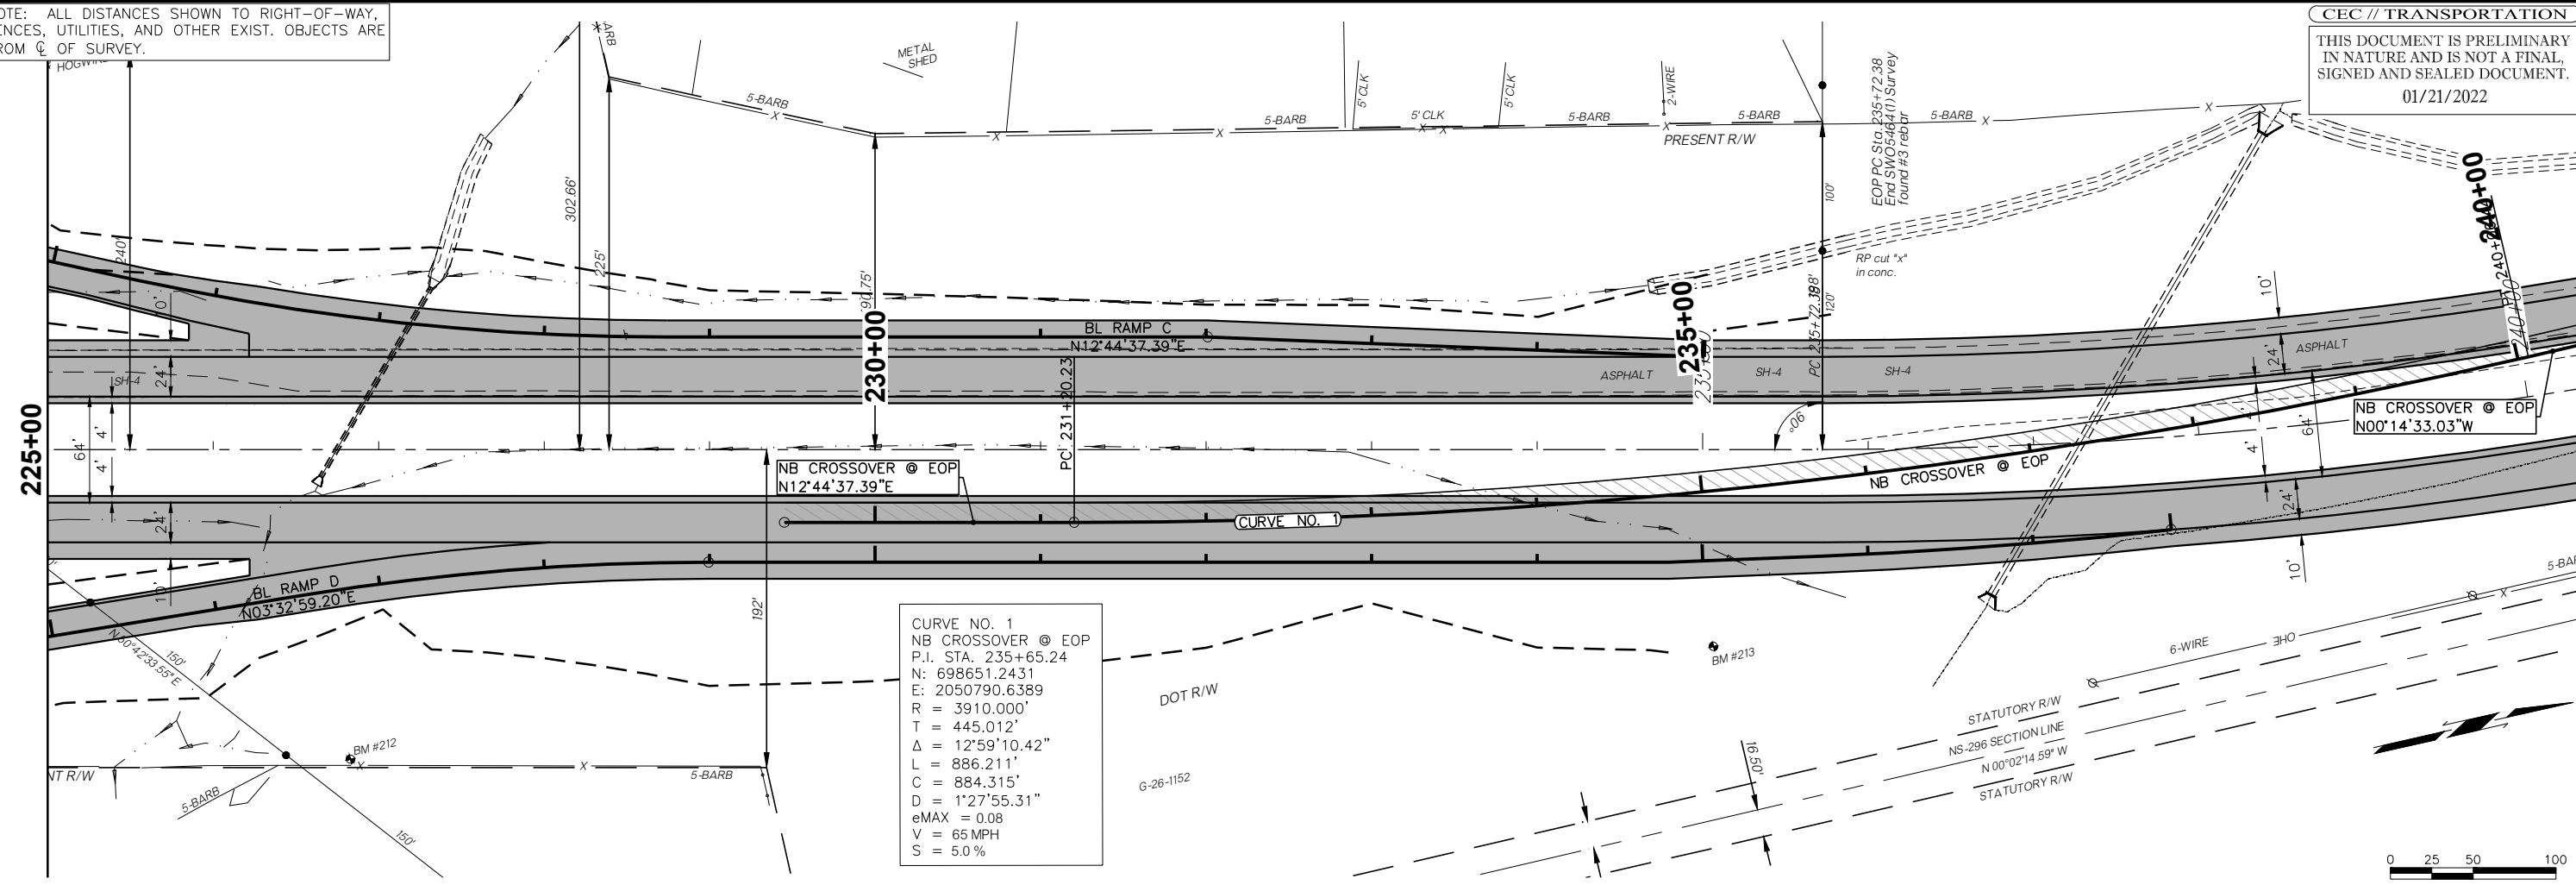 OTE: ALL DISTANCES SHOWN TO RIGHT-OF-WAY,
ENCES, UTILITIES, AND OTHER EXIST. OBJECTS ARE
ROM ℄ OF SURVEY.
CEC // TRANSPORTATION
THIS DOCUMENT IS PRELIMINARY
IN NATURE AND IS NOT A FINAL,
SIGNED AND SEALED DOCUMENT.
01/21/2022
METAL
SHED
5-BARB
5-BARB
5' CLK
5' CLK
5' CLK
5-BARB
2-WIRE
5-BARB
5-BARB
PRESENT R/W
EOP PC Sta. 235+72.38
End SWO5464(1) Survey
found #3 rebar
RP cut "x"
in conc.
240'
302.66'
225'
100'
120'
225+00
230+00
235+00
240+00
BL RAMP C
N12°44'37.39"E
PC 231+20.23
ASPHALT
SH-4
SH-4
SH-4
ASPHALT
90°
10'
24'
64'
4'
4'
24'
10'
NB CROSSOVER @ EOP
N12°44'37.39"E
CURVE NO. 1
NB CROSSOVER @ EOP
NB CROSSOVER @ EOP
N00°14'33.03"W
10'
24'
4'
64'
24'
10'
BL RAMP D
N03°32'59.20"E
150'
150'
192'
BM #212
5-BARB
5-BARB
NT R/W
CURVE NO. 1
NB CROSSOVER @ EOP
P.I. STA. 235+65.24
N: 698651.2431
E: 2050790.6389
R = 3910.000'
T = 445.012'
Δ = 12°59'10.42"
L = 886.211'
C = 884.315'
D = 1°27'55.31"
eMAX = 0.08
V = 65 MPH
S = 5.0 %
DOT R/W
G-26-1152
BM #213
16.50'
6-WIRE
OHE
STATUTORY R/W
NS-296 SECTION LINE
N 00°02'14.59" W
STATUTORY R/W
0 25 50 100